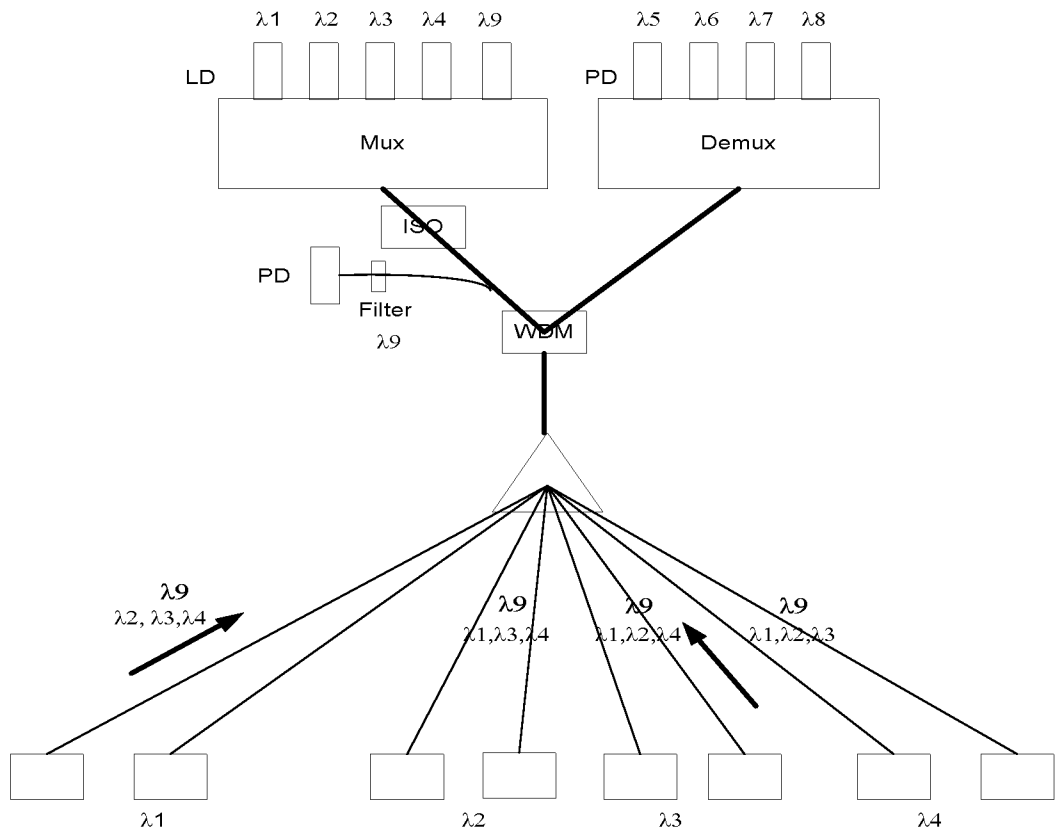 λ1 λ2 λ3 λ4 λ9 λ5 λ6 λ7 λ8
LD PD
Mux Demux
ISO
PD
Filter
λ9
WDM
λ9 λ9 λ9 λ9
λ2, λ3,λ4 λ1,λ3,λ4 λ1,λ2,λ4 λ1,λ2,λ3
λ1 λ2 λ3 λ4